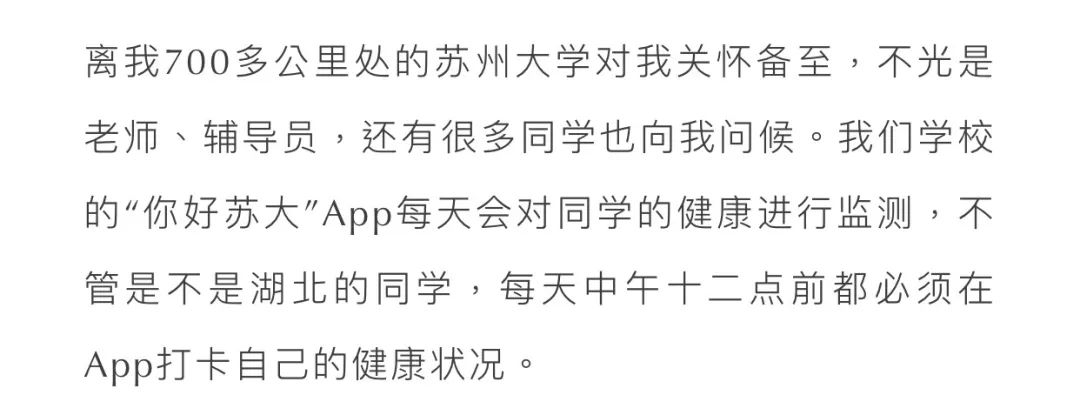 离我700多公里处的苏州大学对我关怀备至，不光是
老师、辅导员，还有很多同学也向我问候。我们学校
的“你好苏大”App每天会对同学的健康进行监测，不
管是不是湖北的同学，每天中午十二点前都必须在
App打卡自己的健康状况。